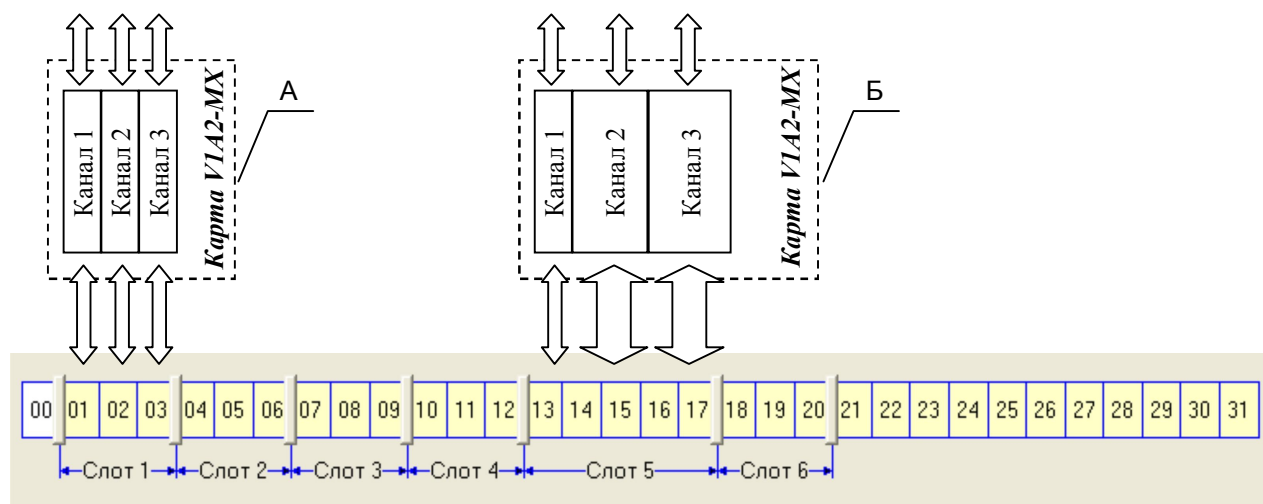 А
Б
Канал 1
Канал 2
Канал 3
Карта V1A2-MX
Канал 1
Канал 2
Канал 3
Карта V1A2-MX
00 01 02 03 04 05 06 07 08 09 10 11 12 13 14 15 16 17 18 19 20 21 22 23 24 25 26 27 28 29 30 31
Слот 1 Слот 2 Слот 3 Слот 4 Слот 5 Слот 6